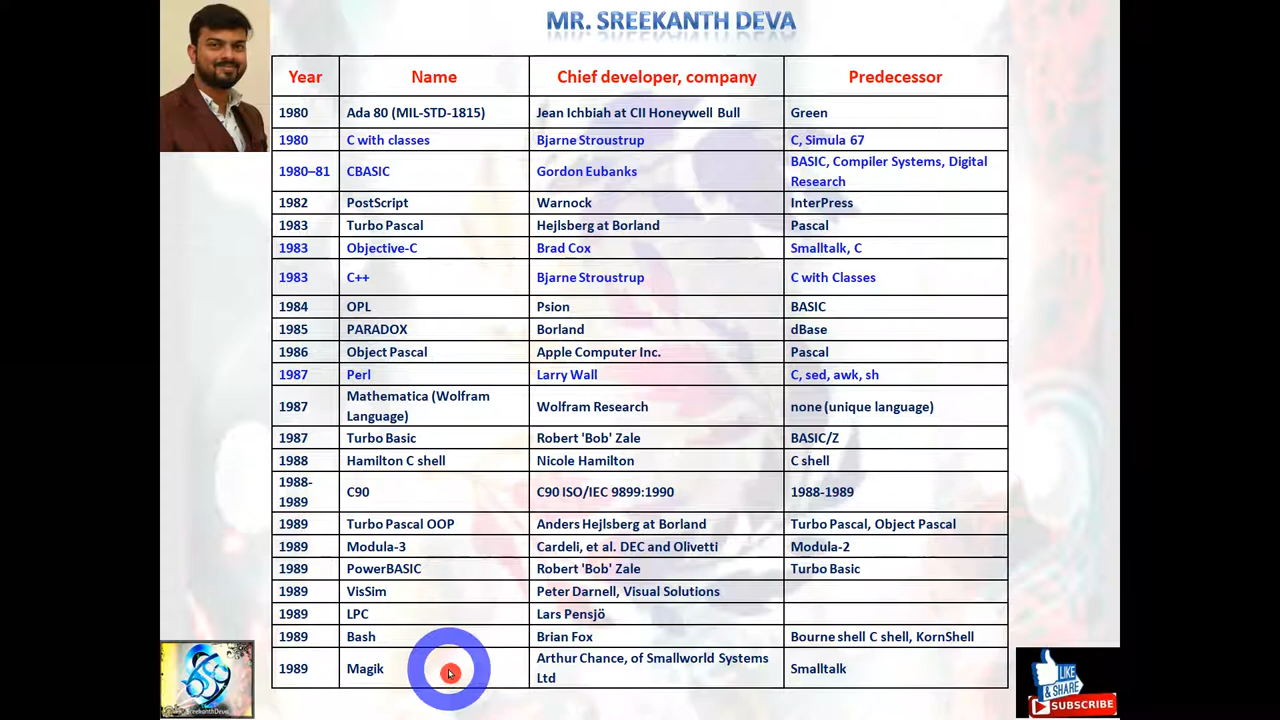 MR. SREEKANTH DEVA
Year Name Chief developer, company Predecessor
1980 Ada 80 (MIL-STD-1815) Jean Ichbiah at CII Honeywell Bull Green
1980 C with classes Bjarne Stroustrup C, Simula 67
1980–81 CBASIC Gordon Eubanks BASIC, Compiler Systems, Digital
Research
1982 PostScript Warnock InterPress
1983 Turbo Pascal Hejlsberg at Borland Pascal
1983 Objective-C Brad Cox Smalltalk, C
1983 C++ Bjarne Stroustrup C with Classes
1984 OPL Psion BASIC
1985 PARADOX Borland dBase
1986 Object Pascal Apple Computer Inc. Pascal
1987 Perl Larry Wall C, sed, awk, sh
1987 Mathematica (Wolfram
Language) Wolfram Research none (unique language)
1987 Turbo Basic Robert 'Bob' Zale BASIC/Z
1988 Hamilton C shell Nicole Hamilton C shell
1988-
1989 C90 C90 ISO/IEC 9899:1990 1988-1989
1989 Turbo Pascal OOP Anders Hejlsberg at Borland Turbo Pascal, Object Pascal
1989 Modula-3 Cardeli, et al. DEC and Olivetti Modula-2
1989 PowerBASIC Robert 'Bob' Zale Turbo Basic
1989 VisSim Peter Darnell, Visual Solutions
1989 LPC Lars Pensjö
1989 Bash Brian Fox Bourne shell C shell, KornShell
1989 Magik Arthur Chance, of Smallworld Systems
Ltd Smalltalk
SreekanthDeva
LIKE
& SHARE
SUBSCRIBE